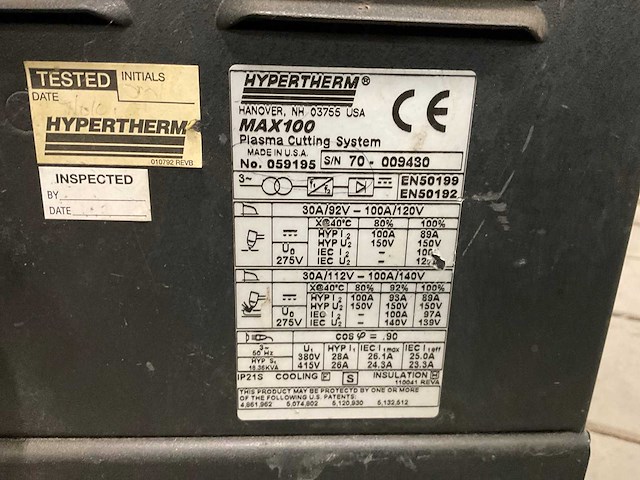 TESTED INITIALS
DATE
HYPERTHERM
010792 REVB
INSPECTED
BY
DATE
HYPERTHERM®
HANOVER, NH 03755 USA
MAX100
Plasma Cutting System
MADE IN U.S.A.
No. 059195 S/N 70 - 009430
CE
3~ f1 f2
EN50199
EN50192
30A/92V - 100A/120V
X@40°C 80% 100%
HYP I2 100A 89A
HYP U2 150V 150V
U0 IEC I2 -
275V IEC U2 -
30A/112V - 100A/140V
X@40°C 80% 92% 100%
HYP I2 100A 93A 89A
HYP U2 150V 150V 150V
U0 IEC I2 - 100A 97A
275V IEC U2 - 140V 139V
cos φ = .90
3~ 50 Hz U1 HYP I1 IEC I1max IEC I1eff
380V 28A 26.1A 25.0A
HYP S1 18.36KVA 415V 26A 24.3A 23.3A
IP21S COOLING F S INSULATION H
110041 REVA
THIS PRODUCT MAY BE PROTECTED BY ONE OR MORE
OF THE FOLLOWING U.S. PATENTS:
4,861,962 5,074,802 5,120,930 5,132,512